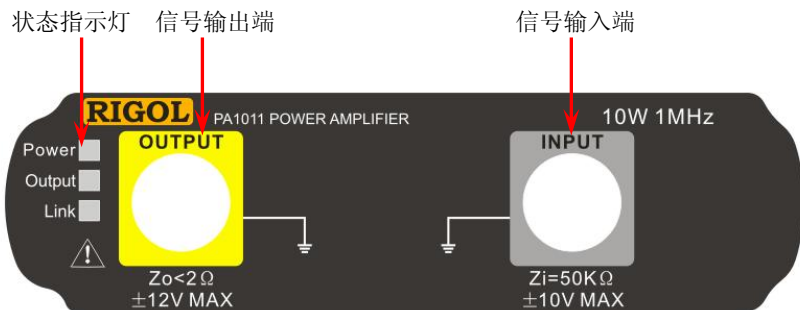 状态指示灯 信号输出端 信号输入端
RIGOL PA1011 POWER AMPLIFIER 10W 1MHz
Power OUTPUT INPUT
Output
Link
Zo<2Ω Zi=50KΩ
±12V MAX ±10V MAX